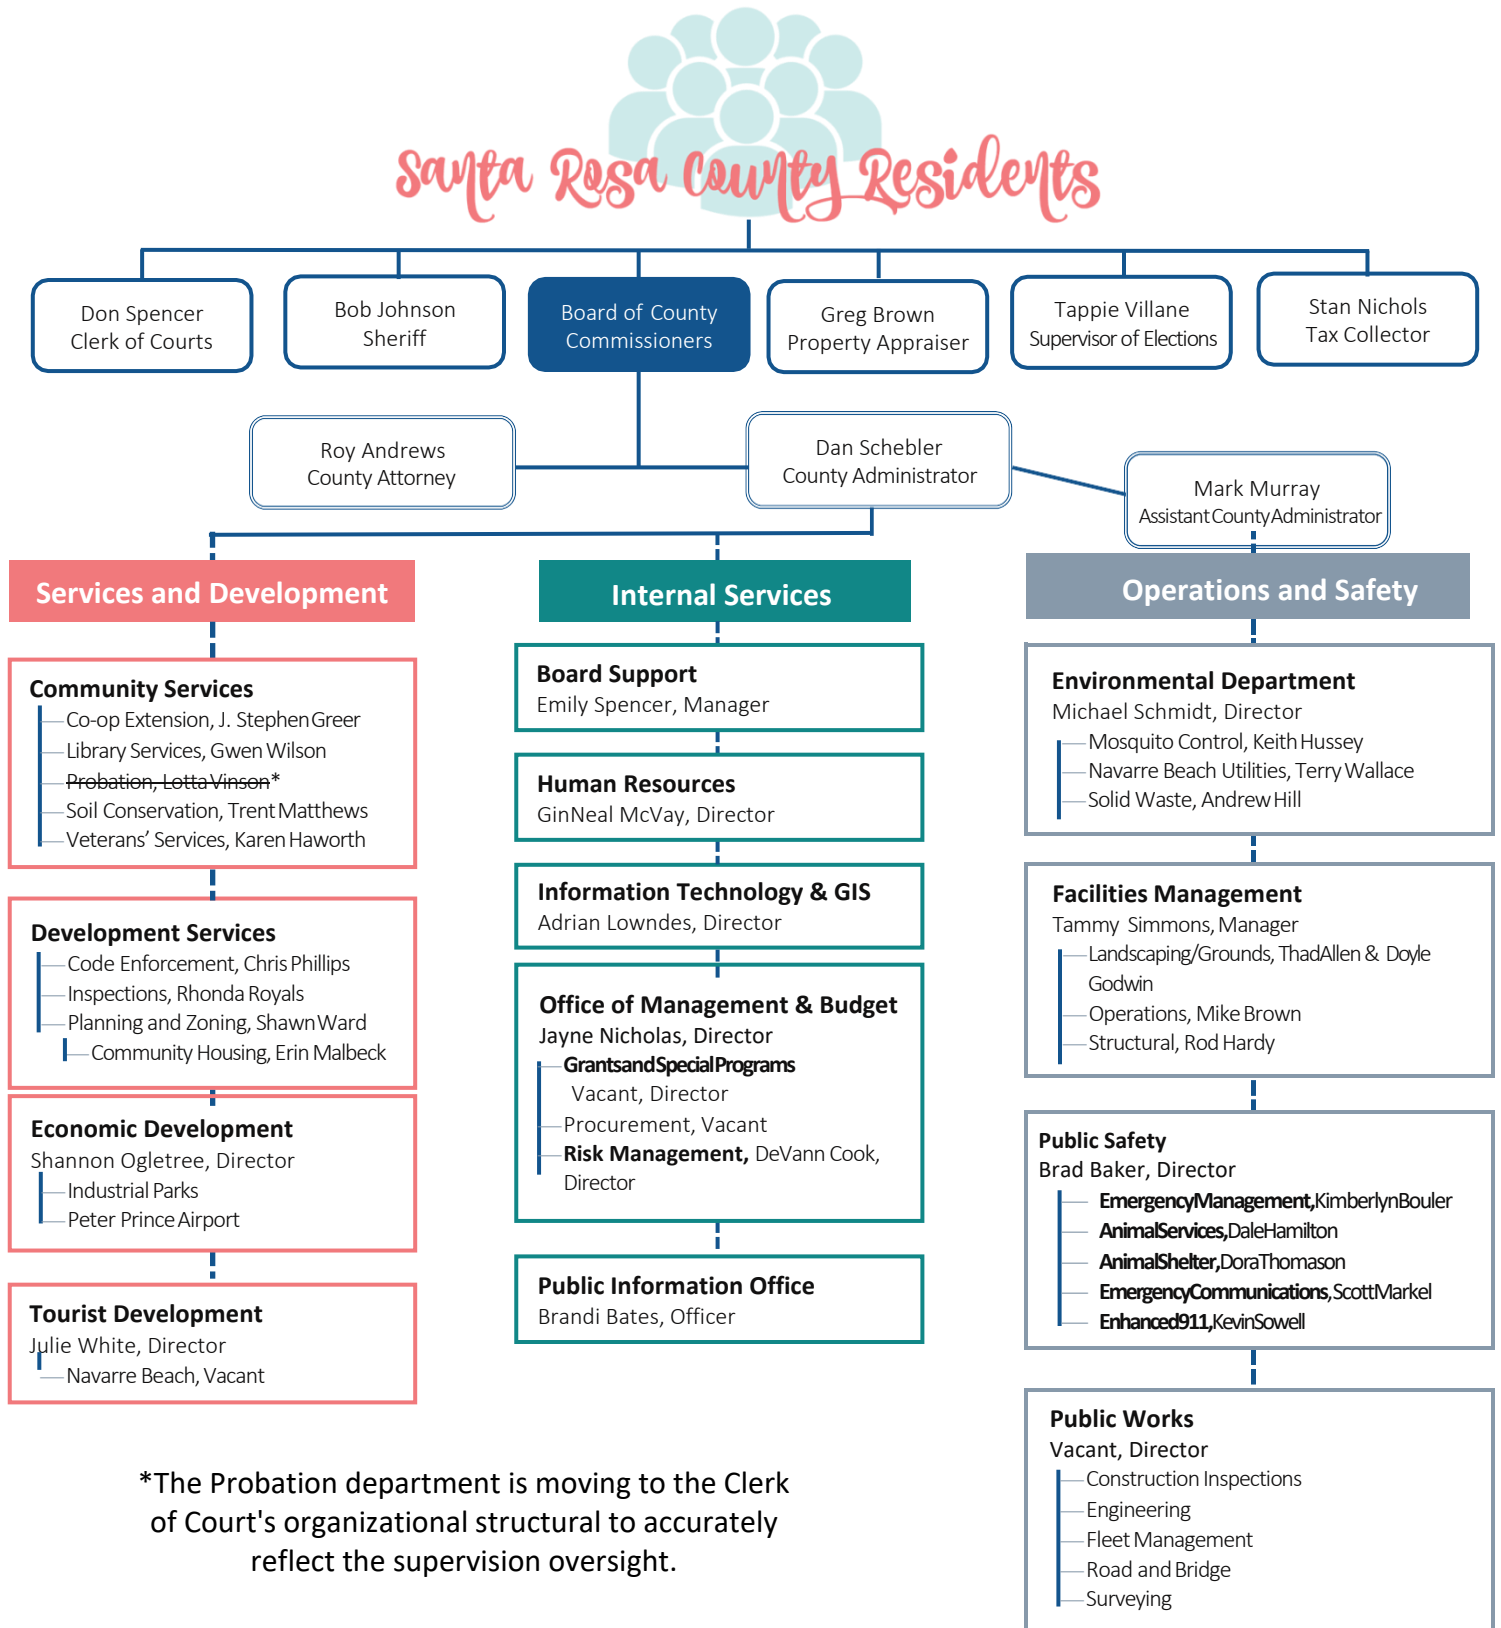 Santa Rosa County Residents
Don Spencer
Clerk of Courts
Bob Johnson
Sheriff
Board of County
Commissioners
Greg Brown
Property Appraiser
Tappie Villane
Supervisor of Elections
Stan Nichols
Tax Collector
Roy Andrews
County Attorney
Dan Schebler
County Administrator
Mark Murray
Assistant County Administrator
Services and Development
Community Services
Co-op Extension, J. Stephen Greer
Library Services, Gwen Wilson
Probation, Lotta Vinson*
Soil Conservation, Trent Matthews
Veterans’ Services, Karen Haworth
Development Services
Code Enforcement, Chris Phillips
Inspections, Rhonda Royals
Planning and Zoning, Shawn Ward
Community Housing, Erin Malbeck
Economic Development
Shannon Ogletree, Director
Industrial Parks
Peter Prince Airport
Tourist Development
Julie White, Director
Navarre Beach, Vacant
Internal Services
Board Support
Emily Spencer, Manager
Human Resources
GinNeal McVay, Director
Information Technology & GIS
Adrian Lowndes, Director
Office of Management & Budget
Jayne Nicholas, Director
Grants and Special Programs
Vacant, Director
Procurement, Vacant
Risk Management, DeVann Cook,
Director
Public Information Office
Brandi Bates, Officer
Operations and Safety
Environmental Department
Michael Schmidt, Director
Mosquito Control, Keith Hussey
Navarre Beach Utilities, Terry Wallace
Solid Waste, Andrew Hill
Facilities Management
Tammy Simmons, Manager
Landscaping/Grounds, Thad Allen & Doyle
Godwin
Operations, Mike Brown
Structural, Rod Hardy
Public Safety
Brad Baker, Director
Emergency Management, Kimberlyn Bouler
Animal Services, Dale Hamilton
Animal Shelter, Dora Thomason
Emergency Communications, Scott Markel
Enhanced 911, Kevin Sowell
Public Works
Vacant, Director
Construction Inspections
Engineering
Fleet Management
Road and Bridge
Surveying
*The Probation department is moving to the Clerk
of Court's organizational structural to accurately
reflect the supervision oversight.